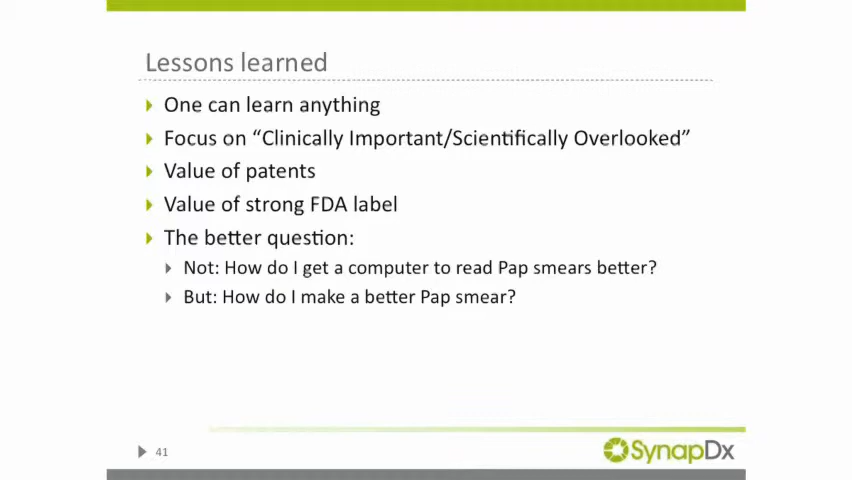 Lessons learned
One can learn anything
Focus on “Clinically Important/Scientifically Overlooked”
Value of patents
Value of strong FDA label
The better question:
Not: How do I get a computer to read Pap smears better?
But: How do I make a better Pap smear?
41
SynapDx